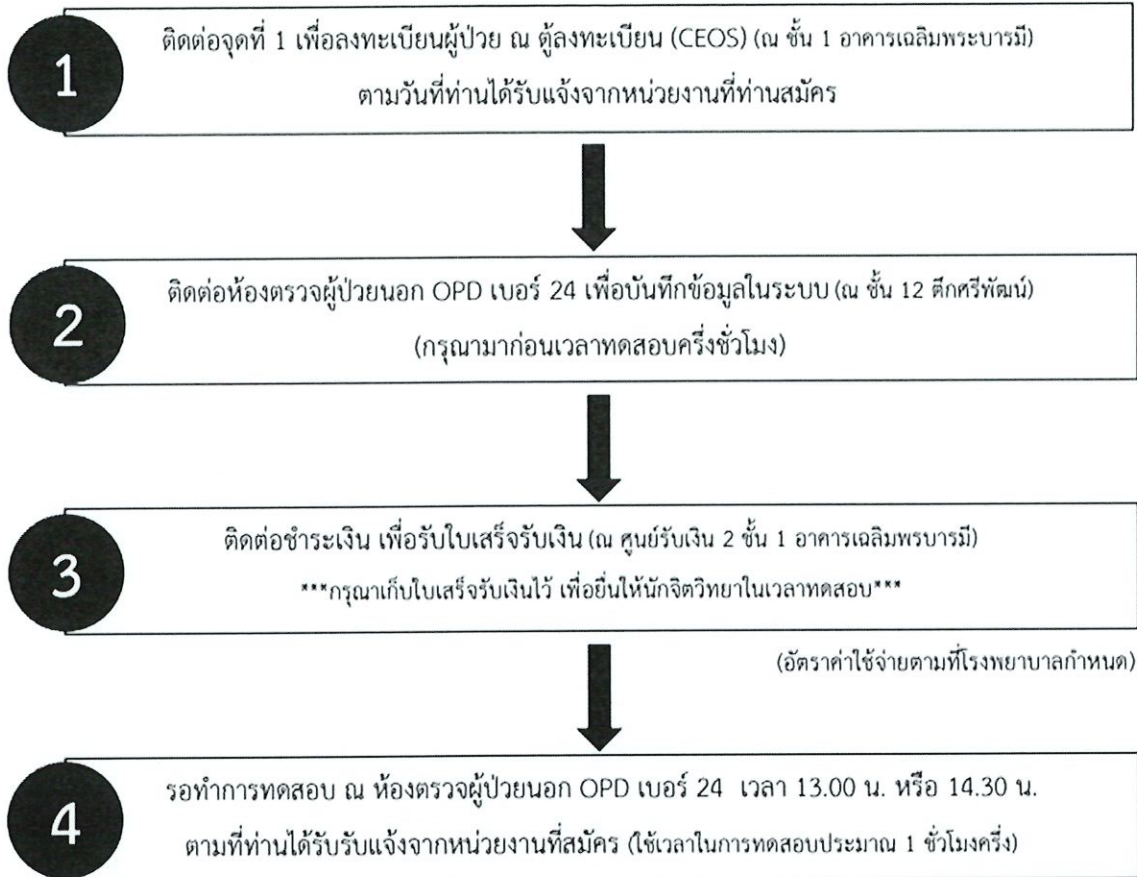 1
ติดต่อจุดที่ 1 เพื่อลงทะเบียนผู้ป่วย ณ ตู้ลงทะเบียน (CEOS) (ณ ชั้น 1 อาคารเฉลิมพระบารมี)
ตามวันที่ท่านได้รับแจ้งจากหน่วยงานที่ท่านสมัคร
2
ติดต่อห้องตรวจผู้ป่วยนอก OPD เบอร์ 24 เพื่อบันทึกข้อมูลในระบบ (ณ ชั้น 12 ตึกศรีพัฒน์)
(กรุณามาก่อนเวลาทดสอบครึ่งชั่วโมง)
3
ติดต่อชำระเงิน เพื่อรับใบเสร็จรับเงิน (ณ ศูนย์รับเงิน 2 ชั้น 1 อาคารเฉลิมพรบารมี)
***กรุณาเก็บใบเสร็จรับเงินไว้ เพื่อยื่นให้นักจิตวิทยาในเวลาทดสอบ***
(อัตราค่าใช้จ่ายตามที่โรงพยาบาลกำหนด)
4
รอทำการทดสอบ ณ ห้องตรวจผู้ป่วยนอก OPD เบอร์ 24 เวลา 13.00 น. หรือ 14.30 น.
ตามที่ท่านได้รับรับแจ้งจากหน่วยงานที่สมัคร (ใช้เวลาในการทดสอบประมาณ 1 ชั่วโมงครึ่ง)